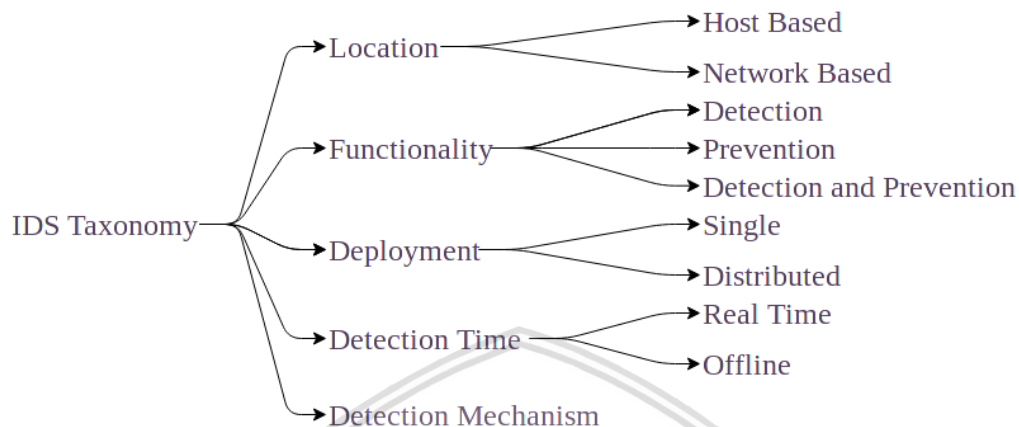 IDS Taxonomy
Location
Host Based
Network Based
Functionality
Detection
Prevention
Detection and Prevention
Deployment
Single
Distributed
Detection Time
Real Time
Offline
Detection Mechanism